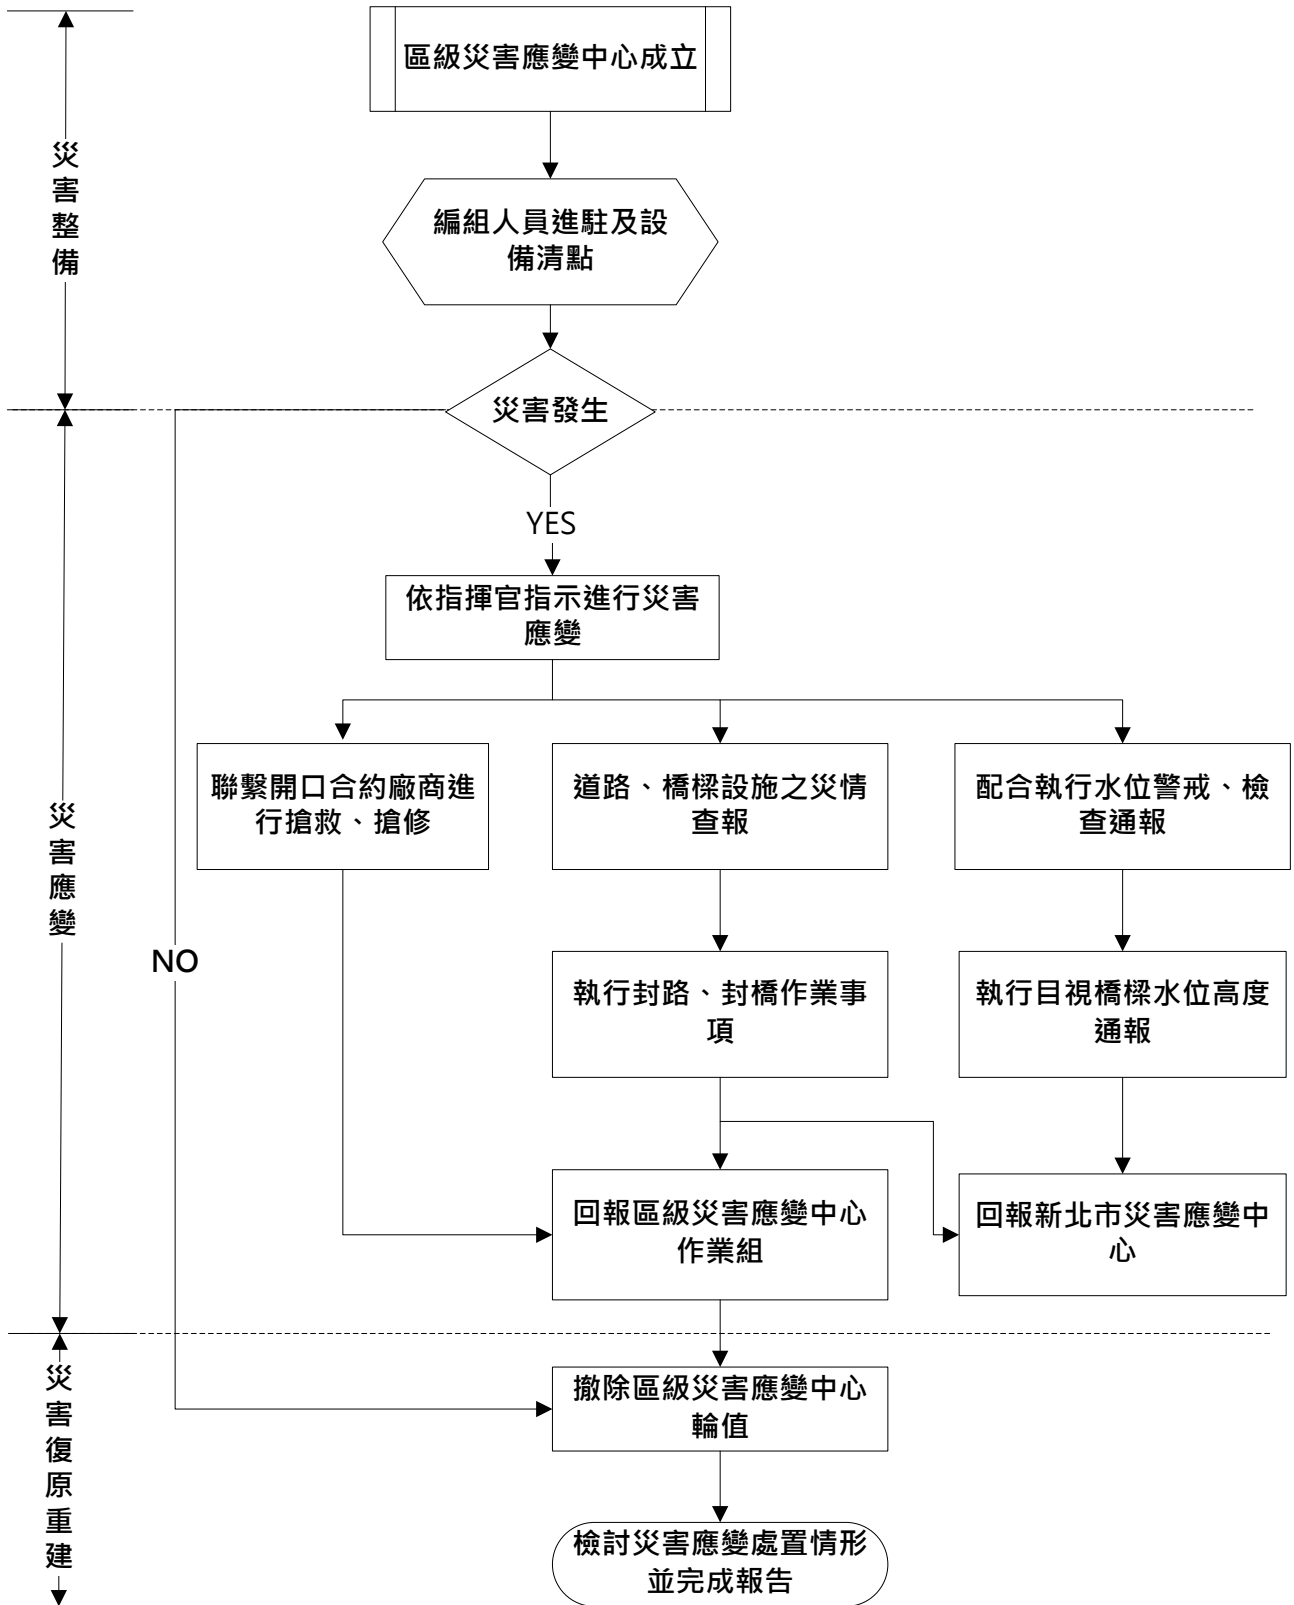 區級災害應變中心成立
災害整備
編組人員進駐及設
備清點
災害發生
YES
依指揮官指示進行災害
應變
聯繫開口合約廠商進
行搶救、搶修
道路、橋樑設施之災情
查報
配合執行水位警戒、檢
查通報
災害應變
NO
執行封路、封橋作業事
項
執行目視橋樑水位高度
通報
回報區級災害應變中心
作業組
回報新北市災害應變中
心
災害復原重建
撤除區級災害應變中心
輪值
檢討災害應變處置情形
並完成報告